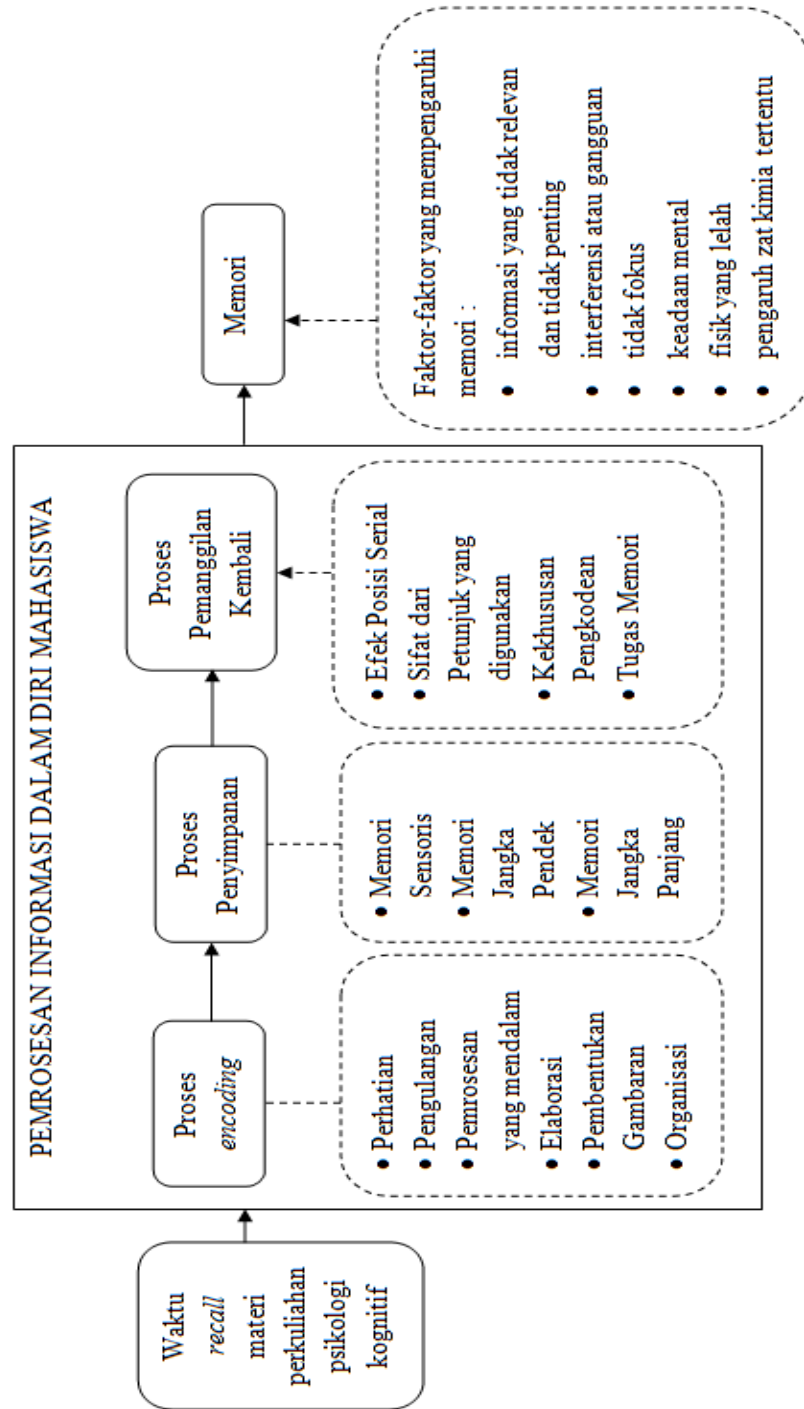 PEMROSESAN INFORMASI DALAM DIRI MAHASISWA
Waktu
recall
materi
perkuliahan
psikologi
kognitif
Proses
encoding
• Perhatian
• Pengulangan
• Pemrosesan
yang mendalam
• Elaborasi
• Pembentukan
Gambaran
• Organisasi
Proses
Penyimpanan
• Memori
Sensoris
• Memori
Jangka
Pendek
• Memori
Jangka
Panjang
Proses
Pemanggilan
Kembali
• Efek Posisi Serial
• Sifat dari
Petunjuk yang
digunakan
• Kekhususan
Pengkodean
• Tugas Memori
Memori
Faktor-faktor yang mempengaruhi
memori :
• informasi yang tidak relevan
dan tidak penting
• interferensi atau gangguan
• tidak fokus
• keadaan mental
• fisik yang lelah
• pengaruh zat kimia tertentu